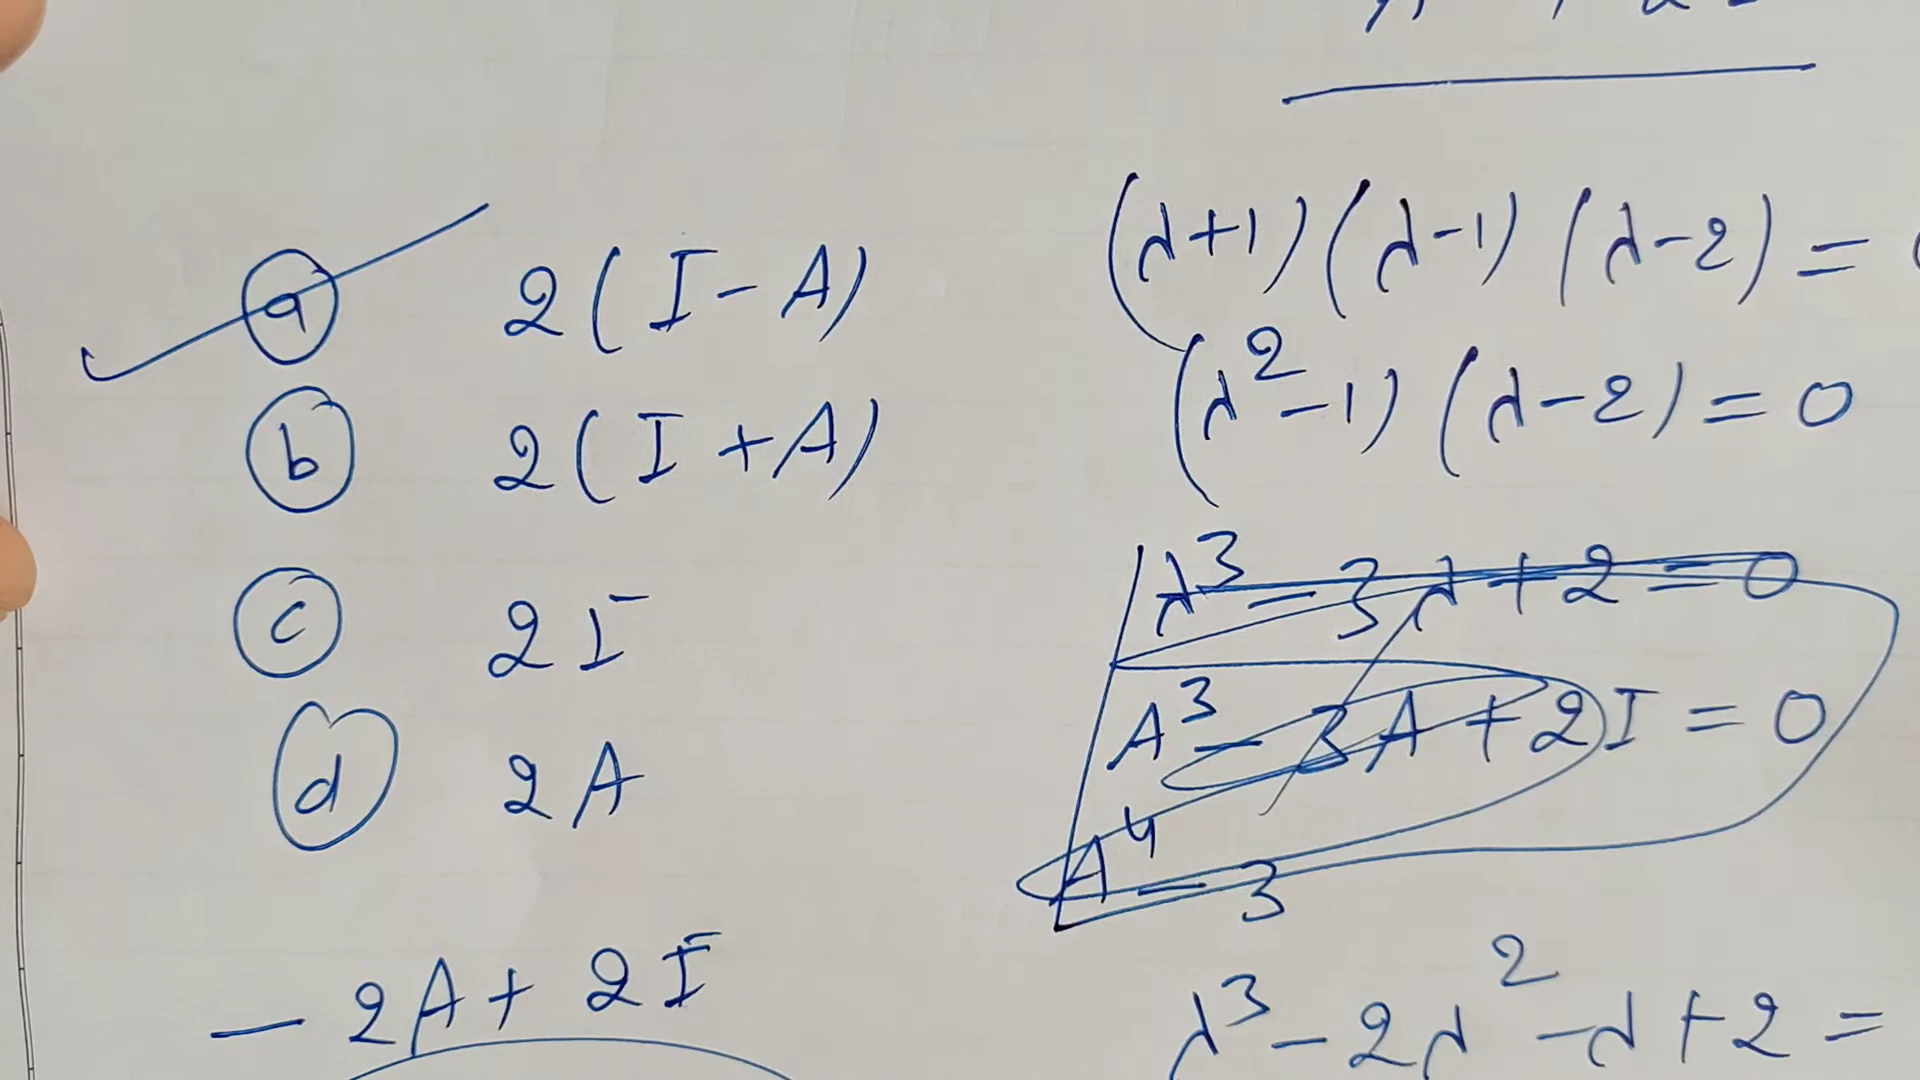 (λ+1)(λ-1)(λ-2)=
a 2(I-A)
(λ²-1)(λ-2)=0
b 2(I+A)
λ³-3λ+2=0
c 2I
A³-3A+2I=0
d 2A
A⁴-3
-2A+2I
λ³-2λ²-λ+2=